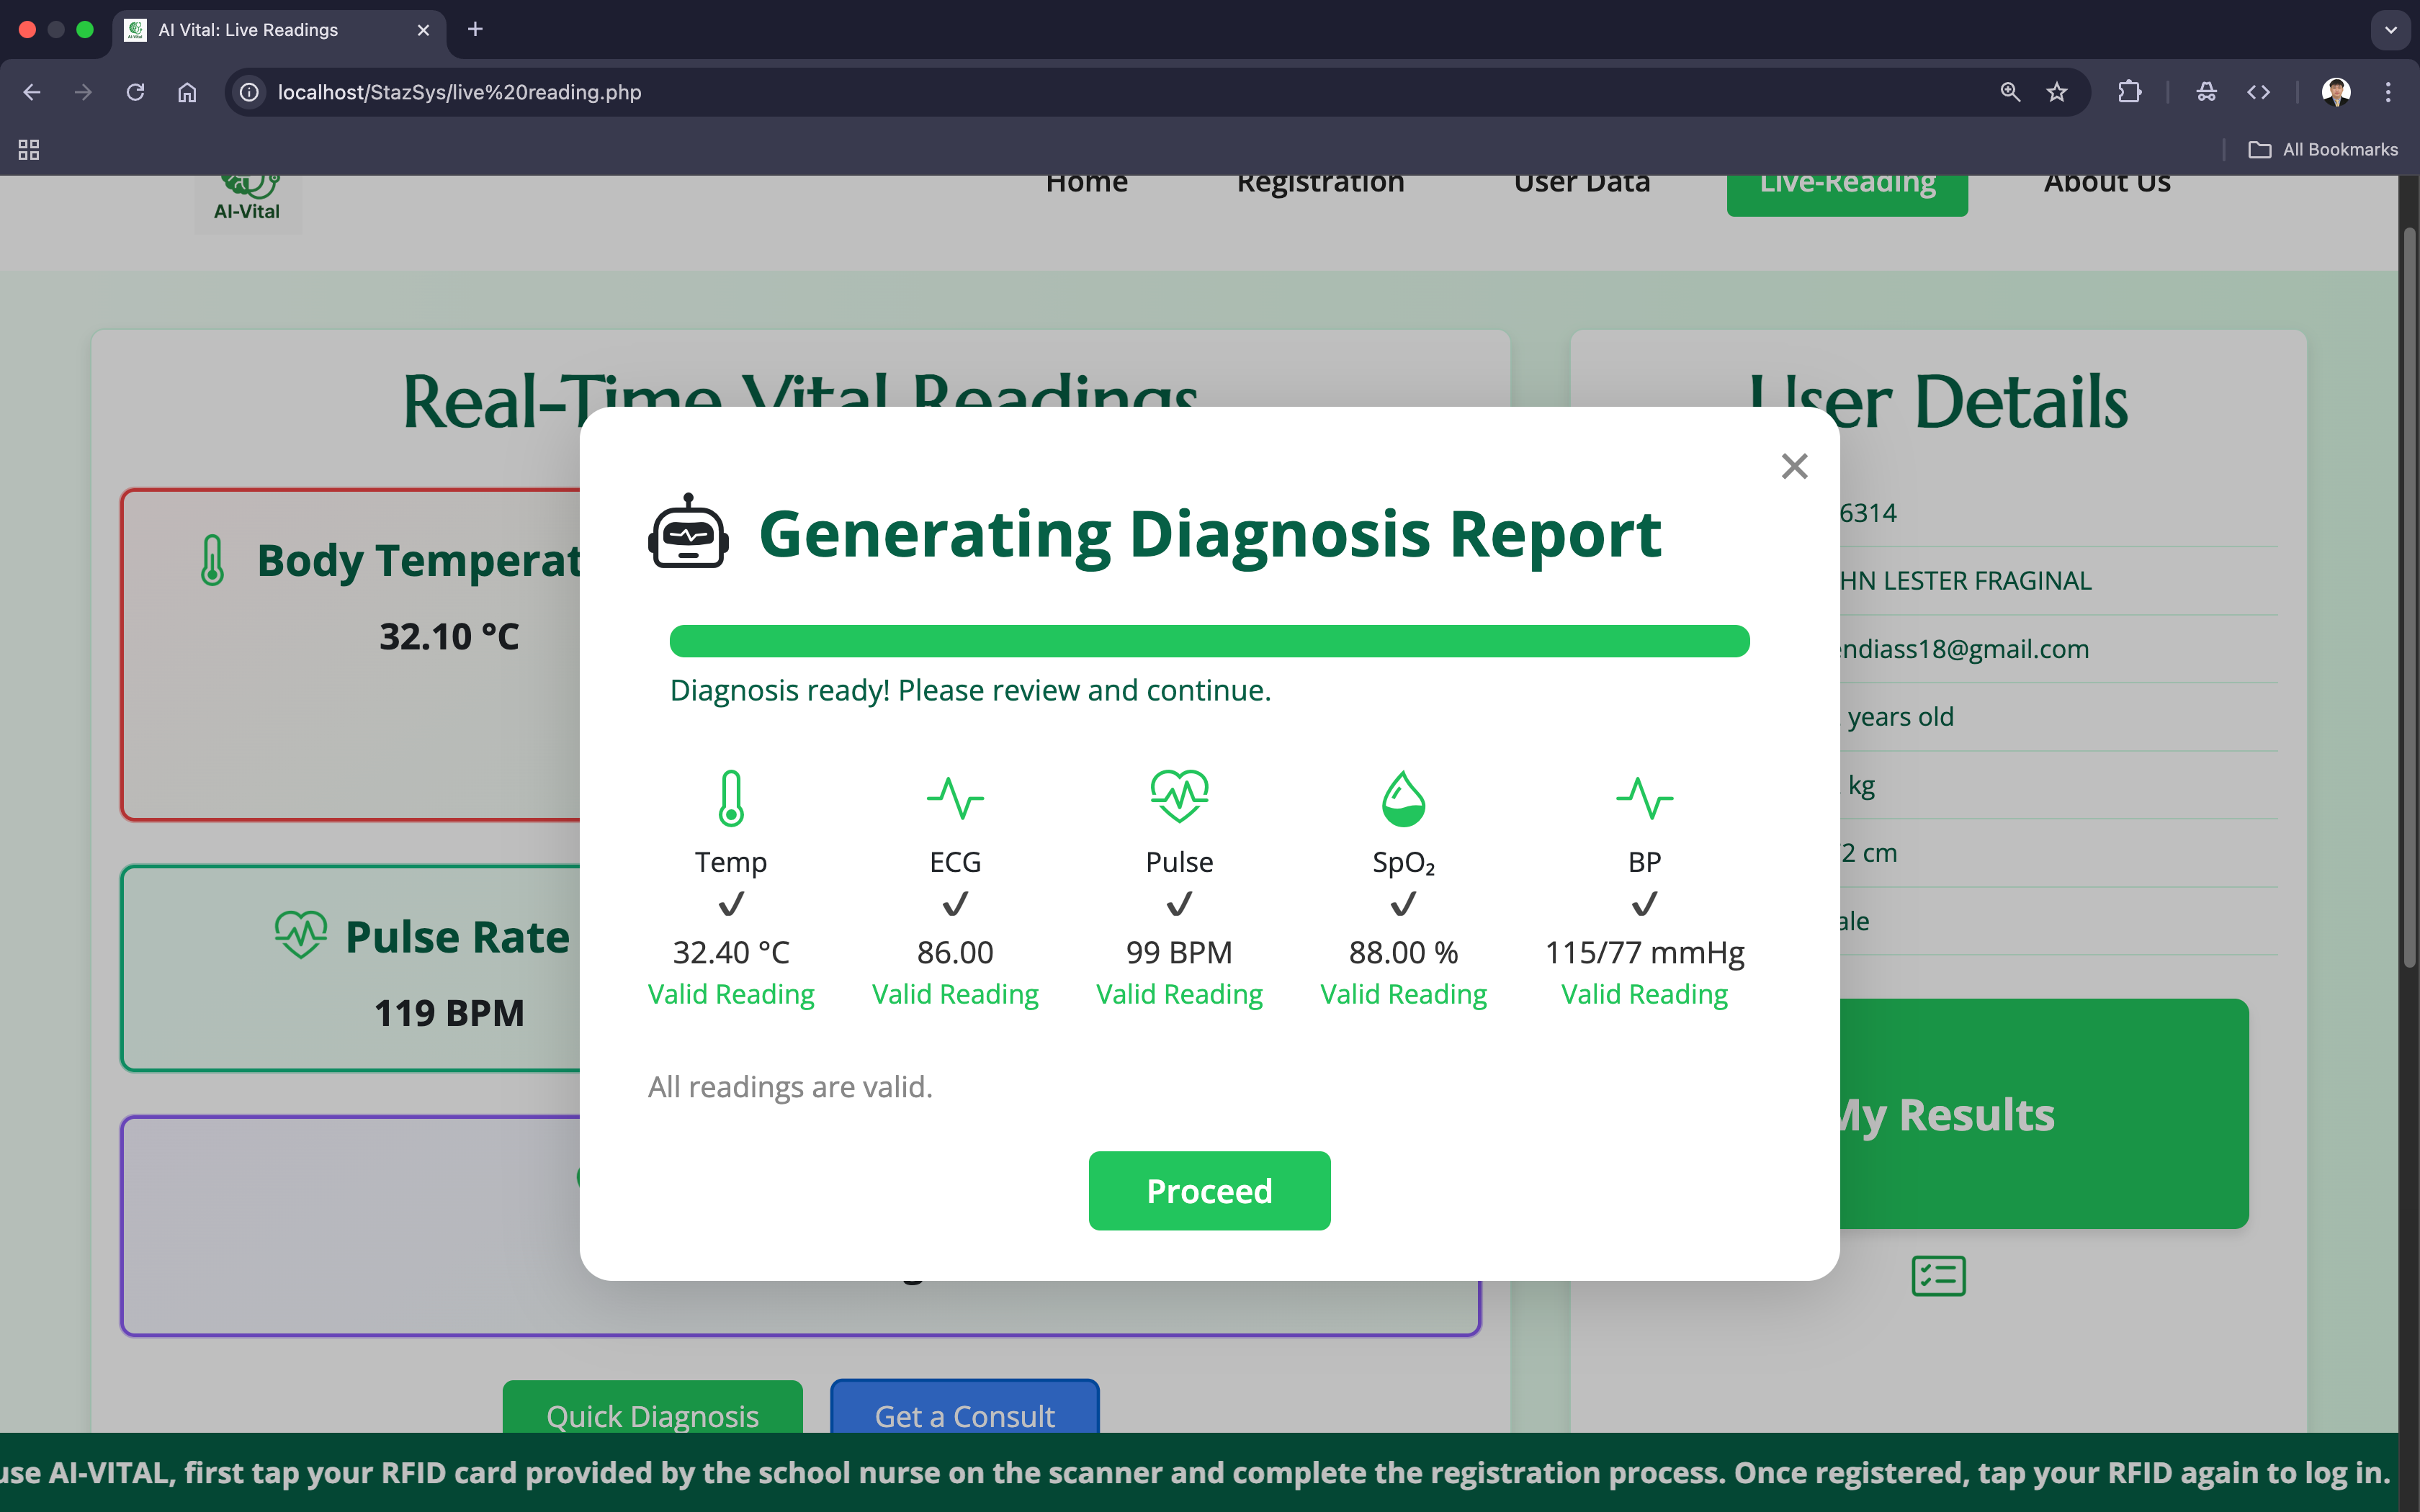 AI Vital: Live Readings
localhost/StazSys/live%20reading.php
All Bookmarks
AI-Vital
Home
Registration
User Data
Live-Reading
About Us
Real-Time Vital Readings
User Details
Body Temperat
32.10 °C
Pulse Rate
119 BPM
Generating Diagnosis Report
Diagnosis ready! Please review and continue.
Temp
✓
32.40 °C
Valid Reading
ECG
✓
86.00
Valid Reading
Pulse
✓
99 BPM
Valid Reading
SpO₂
✓
88.00 %
Valid Reading
BP
✓
115/77 mmHg
Valid Reading
All readings are valid.
Proceed
6314
HN LESTER FRAGINAL
ndiass18@gmail.com
years old
kg
2 cm
ale
My Results
Quick Diagnosis
Get a Consult
use AI-VITAL, first tap your RFID card provided by the school nurse on the scanner and complete the registration process. Once registered, tap your RFID again to log in.